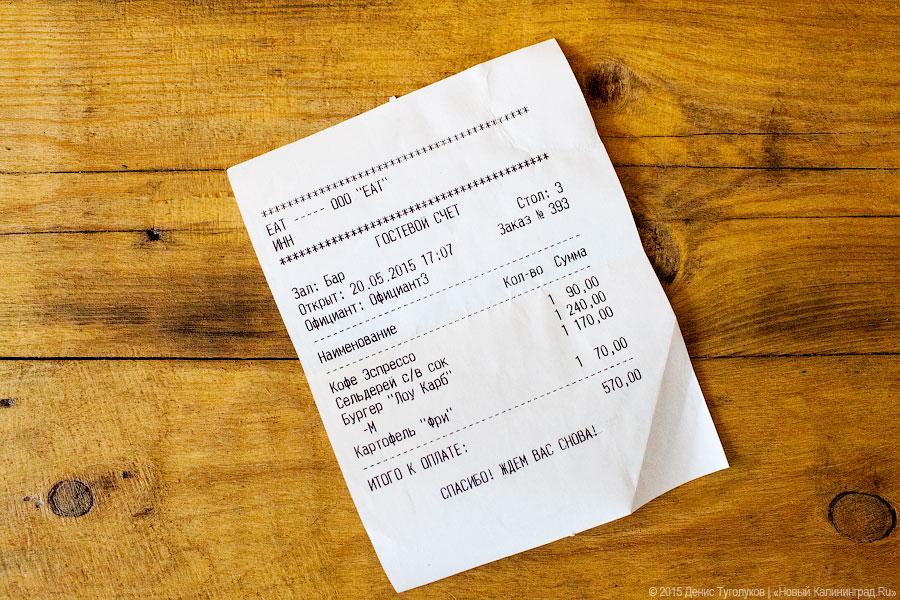 ****************************************
ЕАТ ----- ООО "ЕАТ"
ИНН
****************************************
ГОСТЕВОЙ СЧЕТ
Зал: Бар Стол: 3
Открыт: 20.05.2015 17:07 Заказ № 393
Официант: Официант3
Наименование Кол-во Сумма
Кофе Эспрессо 1 90,00
Сельдерей с/в сок 1 240,00
Бургер "Лоу Карб" 1 170,00
-М
Картофель "Фри" 1 70,00
ИТОГО К ОПЛАТЕ: 570,00
СПАСИБО! ЖДЕМ ВАС СНОВА!
© 2015 Денис Туголуков | «Новый Калининград.Ru»